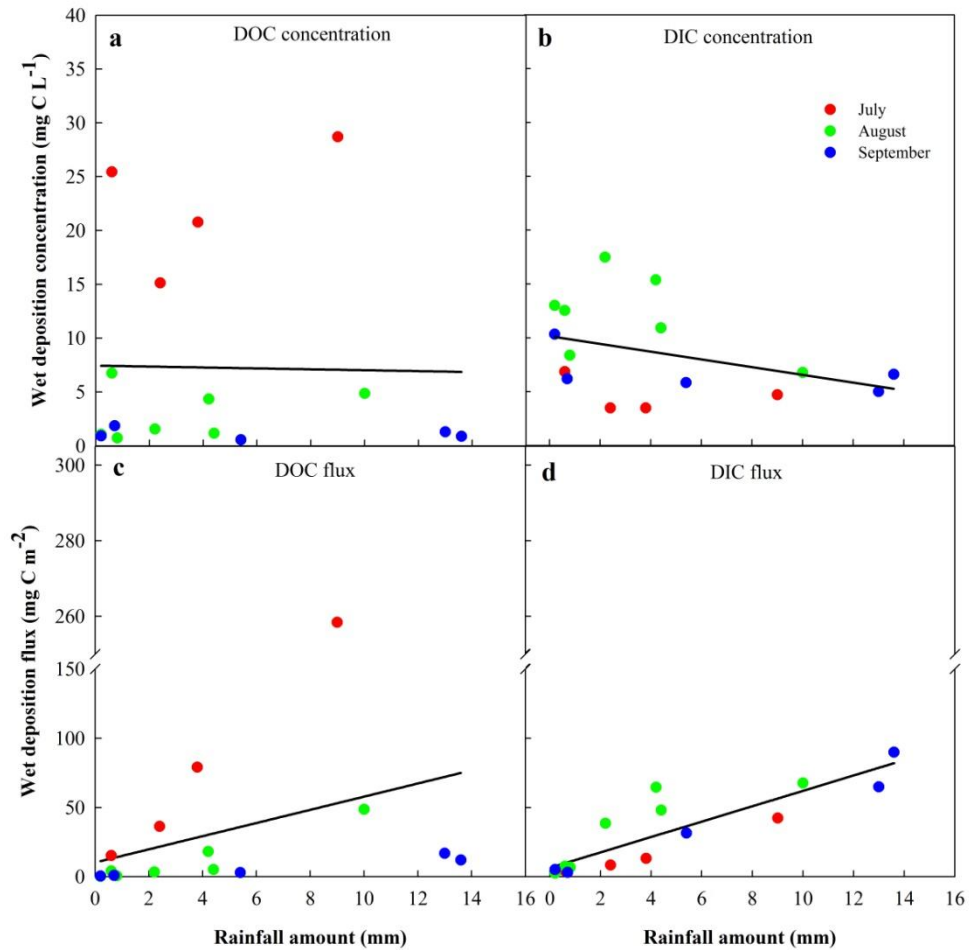 a DOC concentration
b DIC concentration
Wet deposition concentration (mg C L-1)
40
35
30
25
20
15
10
5
0
July
August
September
c DOC flux
d DIC flux
Wet deposition flux (mg C m-2)
300
280
260
150
100
50
0
0 2 4 6 8 10 12 14 16
0 2 4 6 8 10 12 14 16
Rainfall amount (mm)
Rainfall amount (mm)